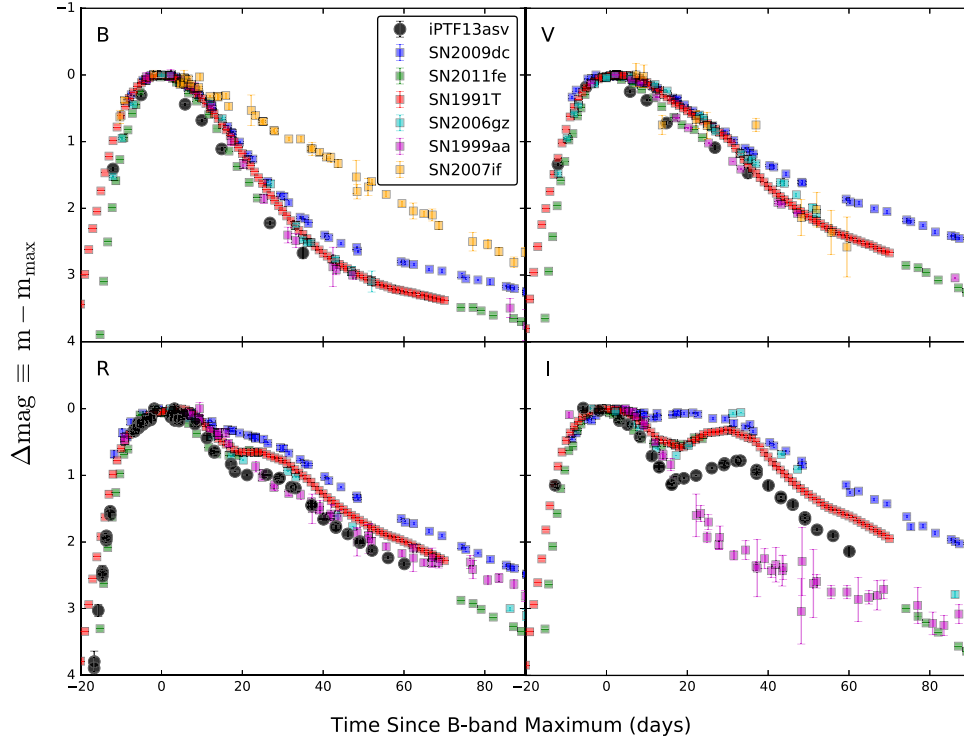 B
iPTF13asv
SN2009dc
SN2011fe
SN1991T
SN2006gz
SN1999aa
SN2007if
V
−1
0
1
2
3
4
R
I
0
1
2
3
4
−20 0 20 40 60 80 −20 0 20 40 60 80
Δmag ≡ m − m_max
Time Since B-band Maximum (days)